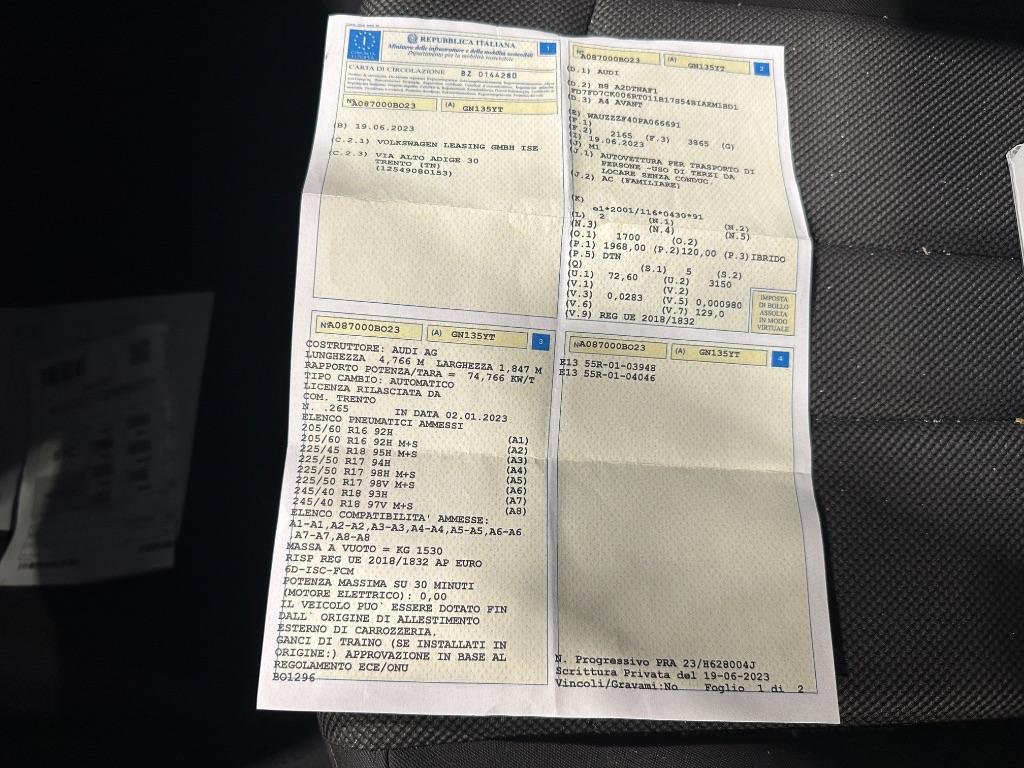 REPUBBLICA ITALIANA
Ministero delle infrastrutture e della mobilità sostenibili
Dipartimento per la mobilità sostenibile
1
CARTA DI CIRCOLAZIONE BZ 0144280
N°A087000BO23 (A) GN135YT
(B) 19.06.2023
(C.2.1) VOLKSWAGEN LEASING GMBH ISE
(C.2.3) VIA ALTO ADIGE 30
TRENTO (TN)
(12549080153)
N°A087000BO23 (A) GN135YT 2
(D.1) AUDI
(D.2) B8 A2DTNAF1
FD7FD7CK006RT011B17854BIAEM1BD1
(D.3) A4 AVANT
(E) WAUZZZF40PA066691
(F.1)
(F.2) 2165 (F.3) 3865 (G)
(I) 19.06.2023
(J) M1
(J.1) AUTOVETTURA PER TRASPORTO DI
PERSONE -USO DI TERZI DA
LOCARE SENZA CONDUC.
(J.2) AC (FAMILIARE)
(K)
e1*2001/116*0430*91
(L) 2 (N.1) (N.2)
(N.3) (N.4) (N.5)
(O.1) 1700 (O.2)
(P.1) 1968,00 (P.2)120,00 (P.3)IBRIDO
(P.5) DTN
(Q) (S.1) 5 (S.2)
(U.1) 72,60 (U.2) 3150
(V.1) (V.2)
(V.3) 0,0283 (V.5) 0,000980
(V.6) (V.7) 129,0
(V.9) REG UE 2018/1832
IMPOSTA
DI BOLLO
ASSOLTA
IN MODO
VIRTUALE
N°A087000BO23 (A) GN135YT 3
COSTRUTTORE: AUDI AG
LUNGHEZZA 4,766 M LARGHEZZA 1,847 M
RAPPORTO POTENZA/TARA = 74,766 KW/T
TIPO CAMBIO: AUTOMATICO
LICENZA RILASCIATA DA
COM. TRENTO
N. .265 IN DATA 02.01.2023
ELENCO PNEUMATICI AMMESSI
205/60 R16 92H (A1)
205/60 R16 92H M+S (A2)
225/45 R18 95H M+S (A3)
225/50 R17 94H (A4)
225/50 R17 98H M+S (A5)
225/50 R17 98V M+S (A6)
245/40 R18 93H (A7)
245/40 R18 97V M+S (A8)
ELENCO COMPATIBILITA' AMMESSE:
A1-A1,A2-A2,A3-A3,A4-A4,A5-A5,A6-A6
,A7-A7,A8-A8
MASSA A VUOTO = KG 1530
RISP REG UE 2018/1832 AP EURO
6D-ISC-FCM
POTENZA MASSIMA SU 30 MINUTI
(MOTORE ELETTRICO): 0,00
IL VEICOLO PUO` ESSERE DOTATO FIN
DALL` ORIGINE DI ALLESTIMENTO
ESTERNO DI CARROZZERIA.
GANCI DI TRAINO (SE INSTALLATI IN
ORIGINE:) APPROVAZIONE IN BASE AL
REGOLAMENTO ECE/ONU
BO1296
N°A087000BO23 (A) GN135YT 4
E13 55R-01-03948
E13 55R-01-04046
N. Progressivo PRA 23/H628004J
Scrittura Privata del 19-06-2023
Vincoli/Gravami:No Foglio 1 di 2